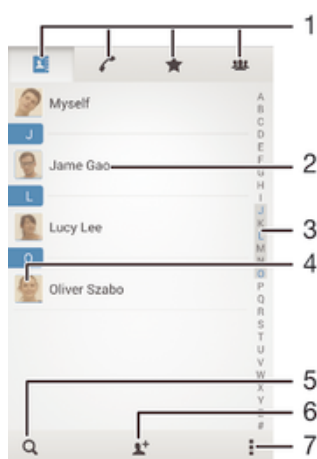 1
Myself
J
Jame Gao
2
L
Lucy Lee
3
O
4
Oliver Szabo
A
B
C
D
E
F
G
H
I
J
K
L
M
N
O
P
Q
R
S
T
U
V
W
X
Y
#
5
6
7